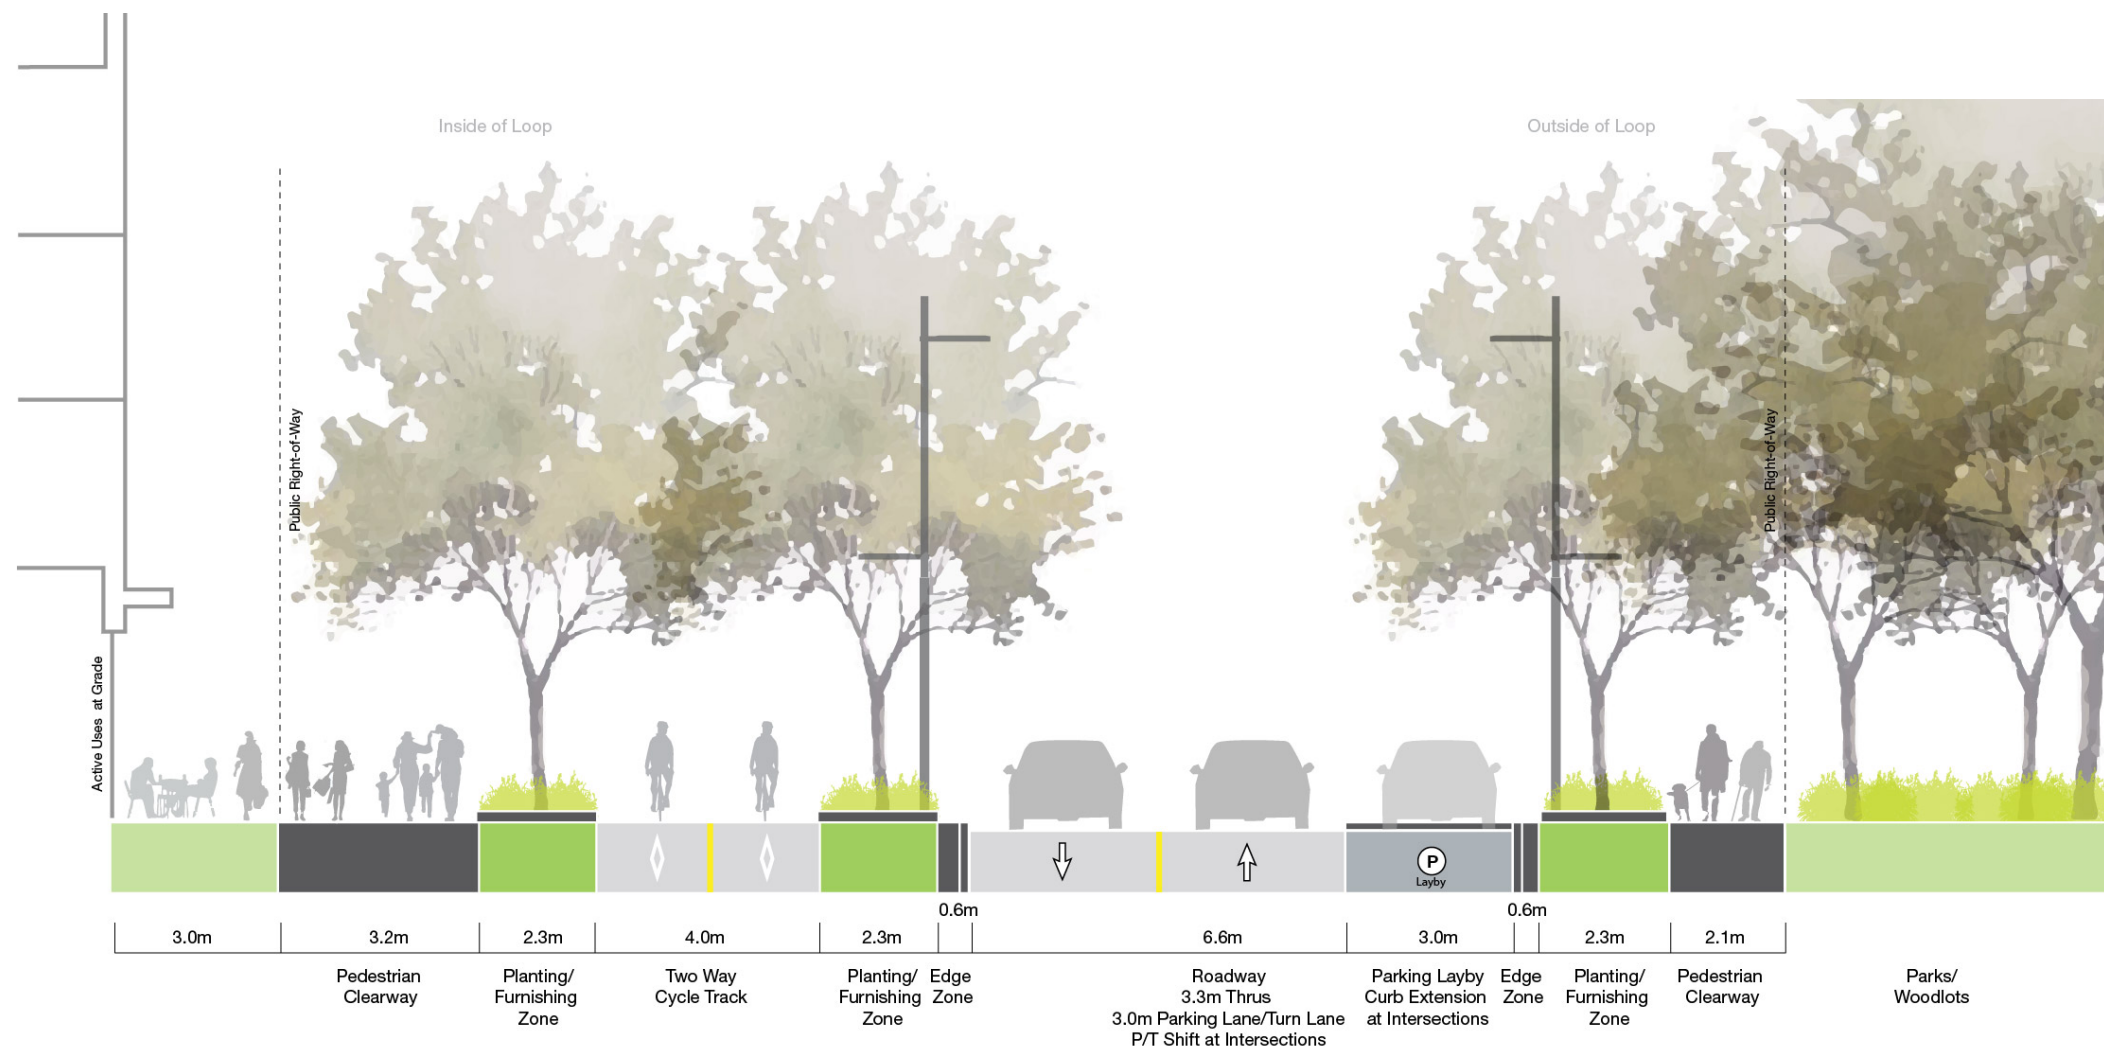 Inside of Loop
Outside of Loop
Public Right-of-Way
Public Right-of-Way
Active Uses at Grade
P
Layby
0.6m
0.6m
3.0m
3.2m
2.3m
4.0m
2.3m
6.6m
3.0m
2.3m
2.1m
Pedestrian
Clearway
Planting/
Furnishing
Zone
Two Way
Cycle Track
Planting/
Furnishing
Zone
Edge
Zone
Roadway
3.3m Thrus
3.0m Parking Lane/Turn Lane
P/T Shift at Intersections
Parking Layby
Curb Extension
at Intersections
Edge
Zone
Planting/
Furnishing
Zone
Pedestrian
Clearway
Parks/
Woodlots